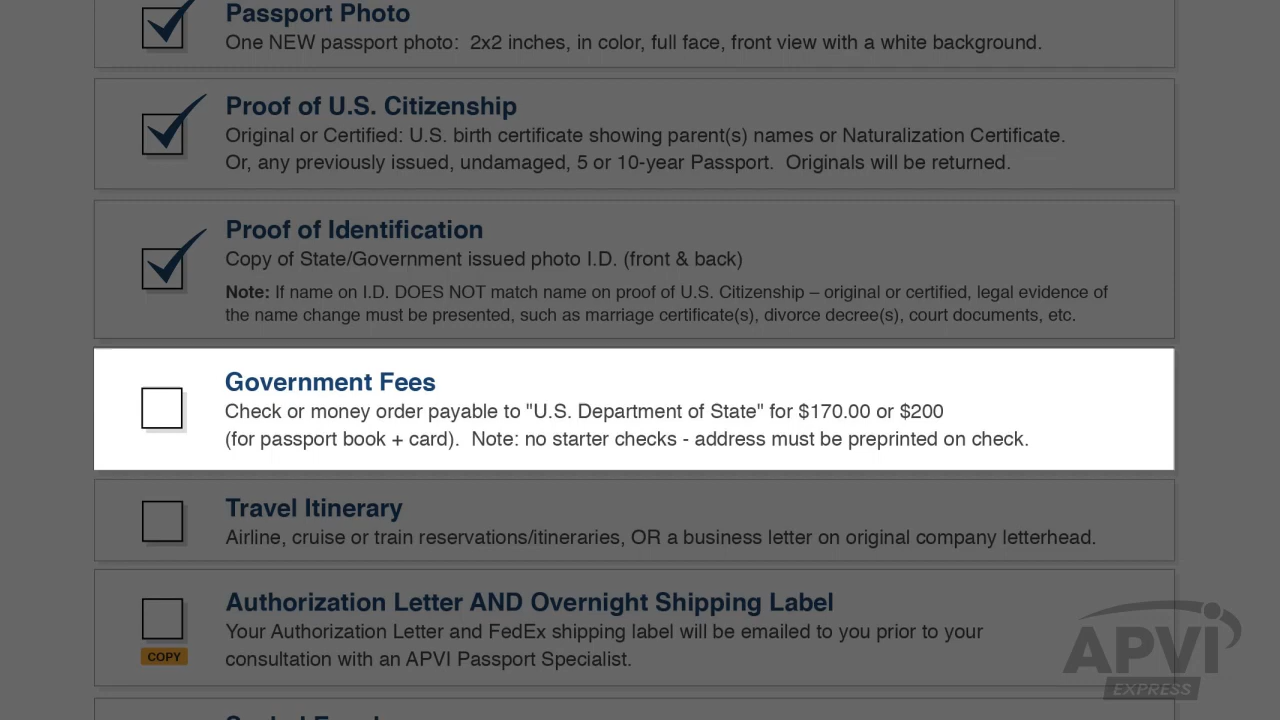 Passport Photo
One NEW passport photo:  2x2 inches, in color, full face, front view with a white background.
Proof of U.S. Citizenship
Original or Certified: U.S. birth certificate showing parent(s) names or Naturalization Certificate.
Or, any previously issued, undamaged, 5 or 10-year Passport.  Originals will be returned.
Proof of Identification
Copy of State/Government issued photo I.D. (front & back)
Note: If name on I.D. DOES NOT match name on proof of U.S. Citizenship – original or certified, legal evidence of
the name change must be presented, such as marriage certificate(s), divorce decree(s), court documents, etc.
Government Fees
Check or money order payable to "U.S. Department of State" for $170.00 or $200
(for passport book + card).  Note: no starter checks - address must be preprinted on check.
Travel Itinerary
Airline, cruise or train reservations/itineraries, OR a business letter on original company letterhead.
Authorization Letter AND Overnight Shipping Label
Your Authorization Letter and FedEx shipping label will be emailed to you prior to your
COPY
consultation with an APVI Passport Specialist.
APVI
EXPRESS